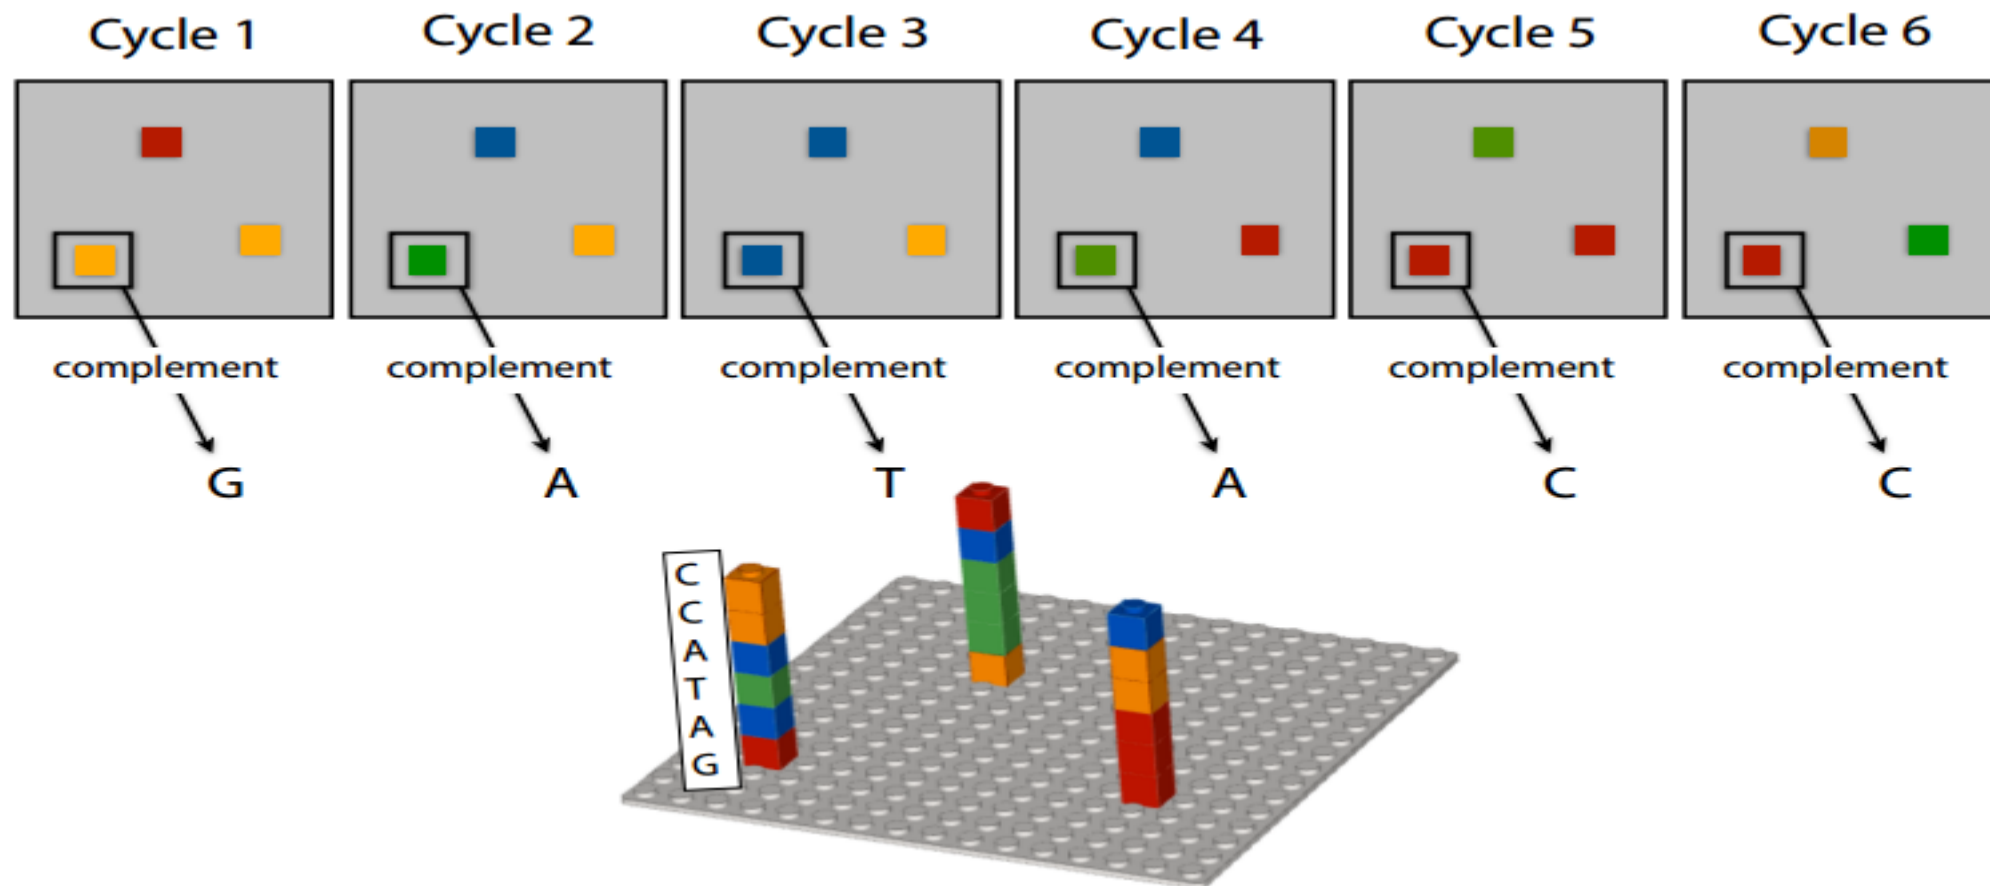 Cycle 1 Cycle 2 Cycle 3 Cycle 4 Cycle 5 Cycle 6
complement complement complement complement complement complement
G A T A C C
C
C
A
T
A
G